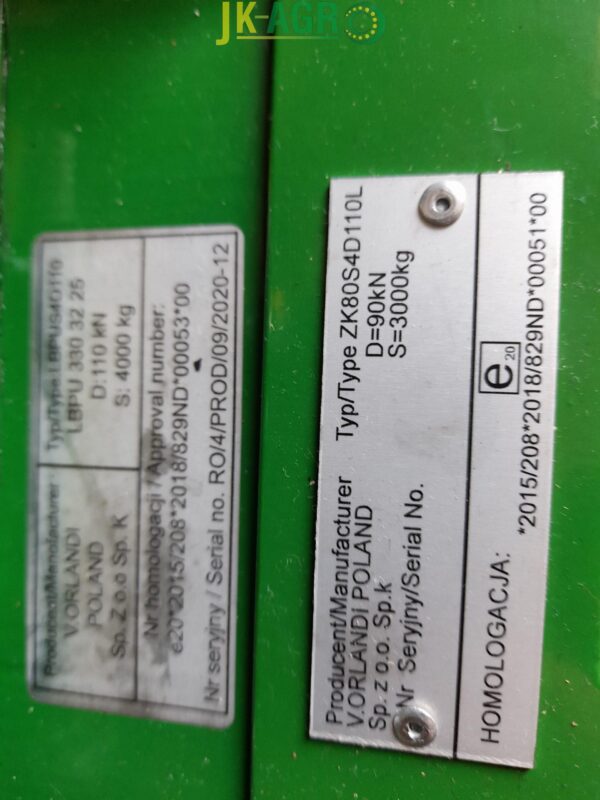 JK-AGRO
Producent/Manufacturer
V.ORLANDI
POLAND
Sp. Z o.o Sp. K
Typ/Type LBPUS4D110
LBPU 330 32 25
D:110 kN
S: 4000 kg
Nr homologacji / Approval number:
e20*2015/208*2018/829ND*00053*00
Nr seryjny / Serial no. RO/4/PROD/09/2020-12
Producent/Manufacturer
V.ORLANDI POLAND
Sp. z o.o. Sp.k
Nr Seryjny/Serial No.
Typ/Type ZK80S4D110L
D=90kN
S=3000kg
HOMOLOGACJA:
e20
*2015/208*2018/829ND*00051*00